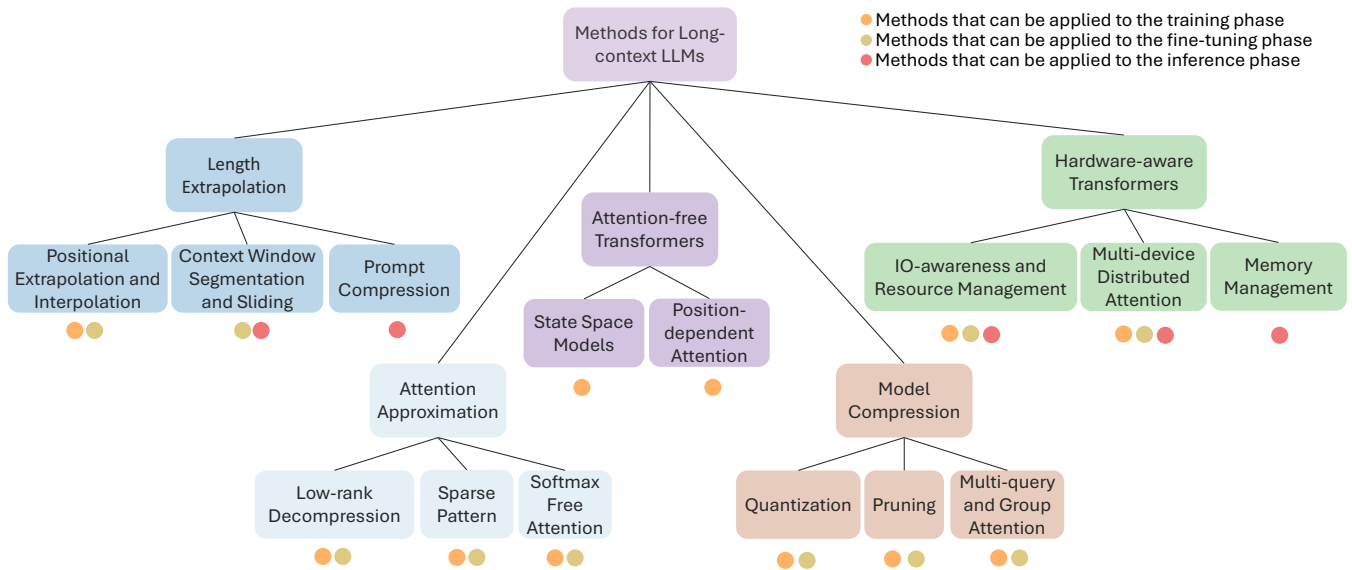 Methods for Long-
context LLMs
Methods that can be applied to the training phase
Methods that can be applied to the fine-tuning phase
Methods that can be applied to the inference phase
Length
Extrapolation
Hardware-aware
Transformers
Attention-free
Transformers
Positional
Extrapolation and
Interpolation
Context Window
Segmentation
and Sliding
Prompt
Compression
IO-awareness and
Resource Management
Multi-device
Distributed
Attention
Memory
Management
State Space
Models
Position-
dependent
Attention
Attention
Approximation
Model
Compression
Low-rank
Decompression
Sparse
Pattern
Softmax
Free
Attention
Quantization
Pruning
Multi-query
and Group
Attention